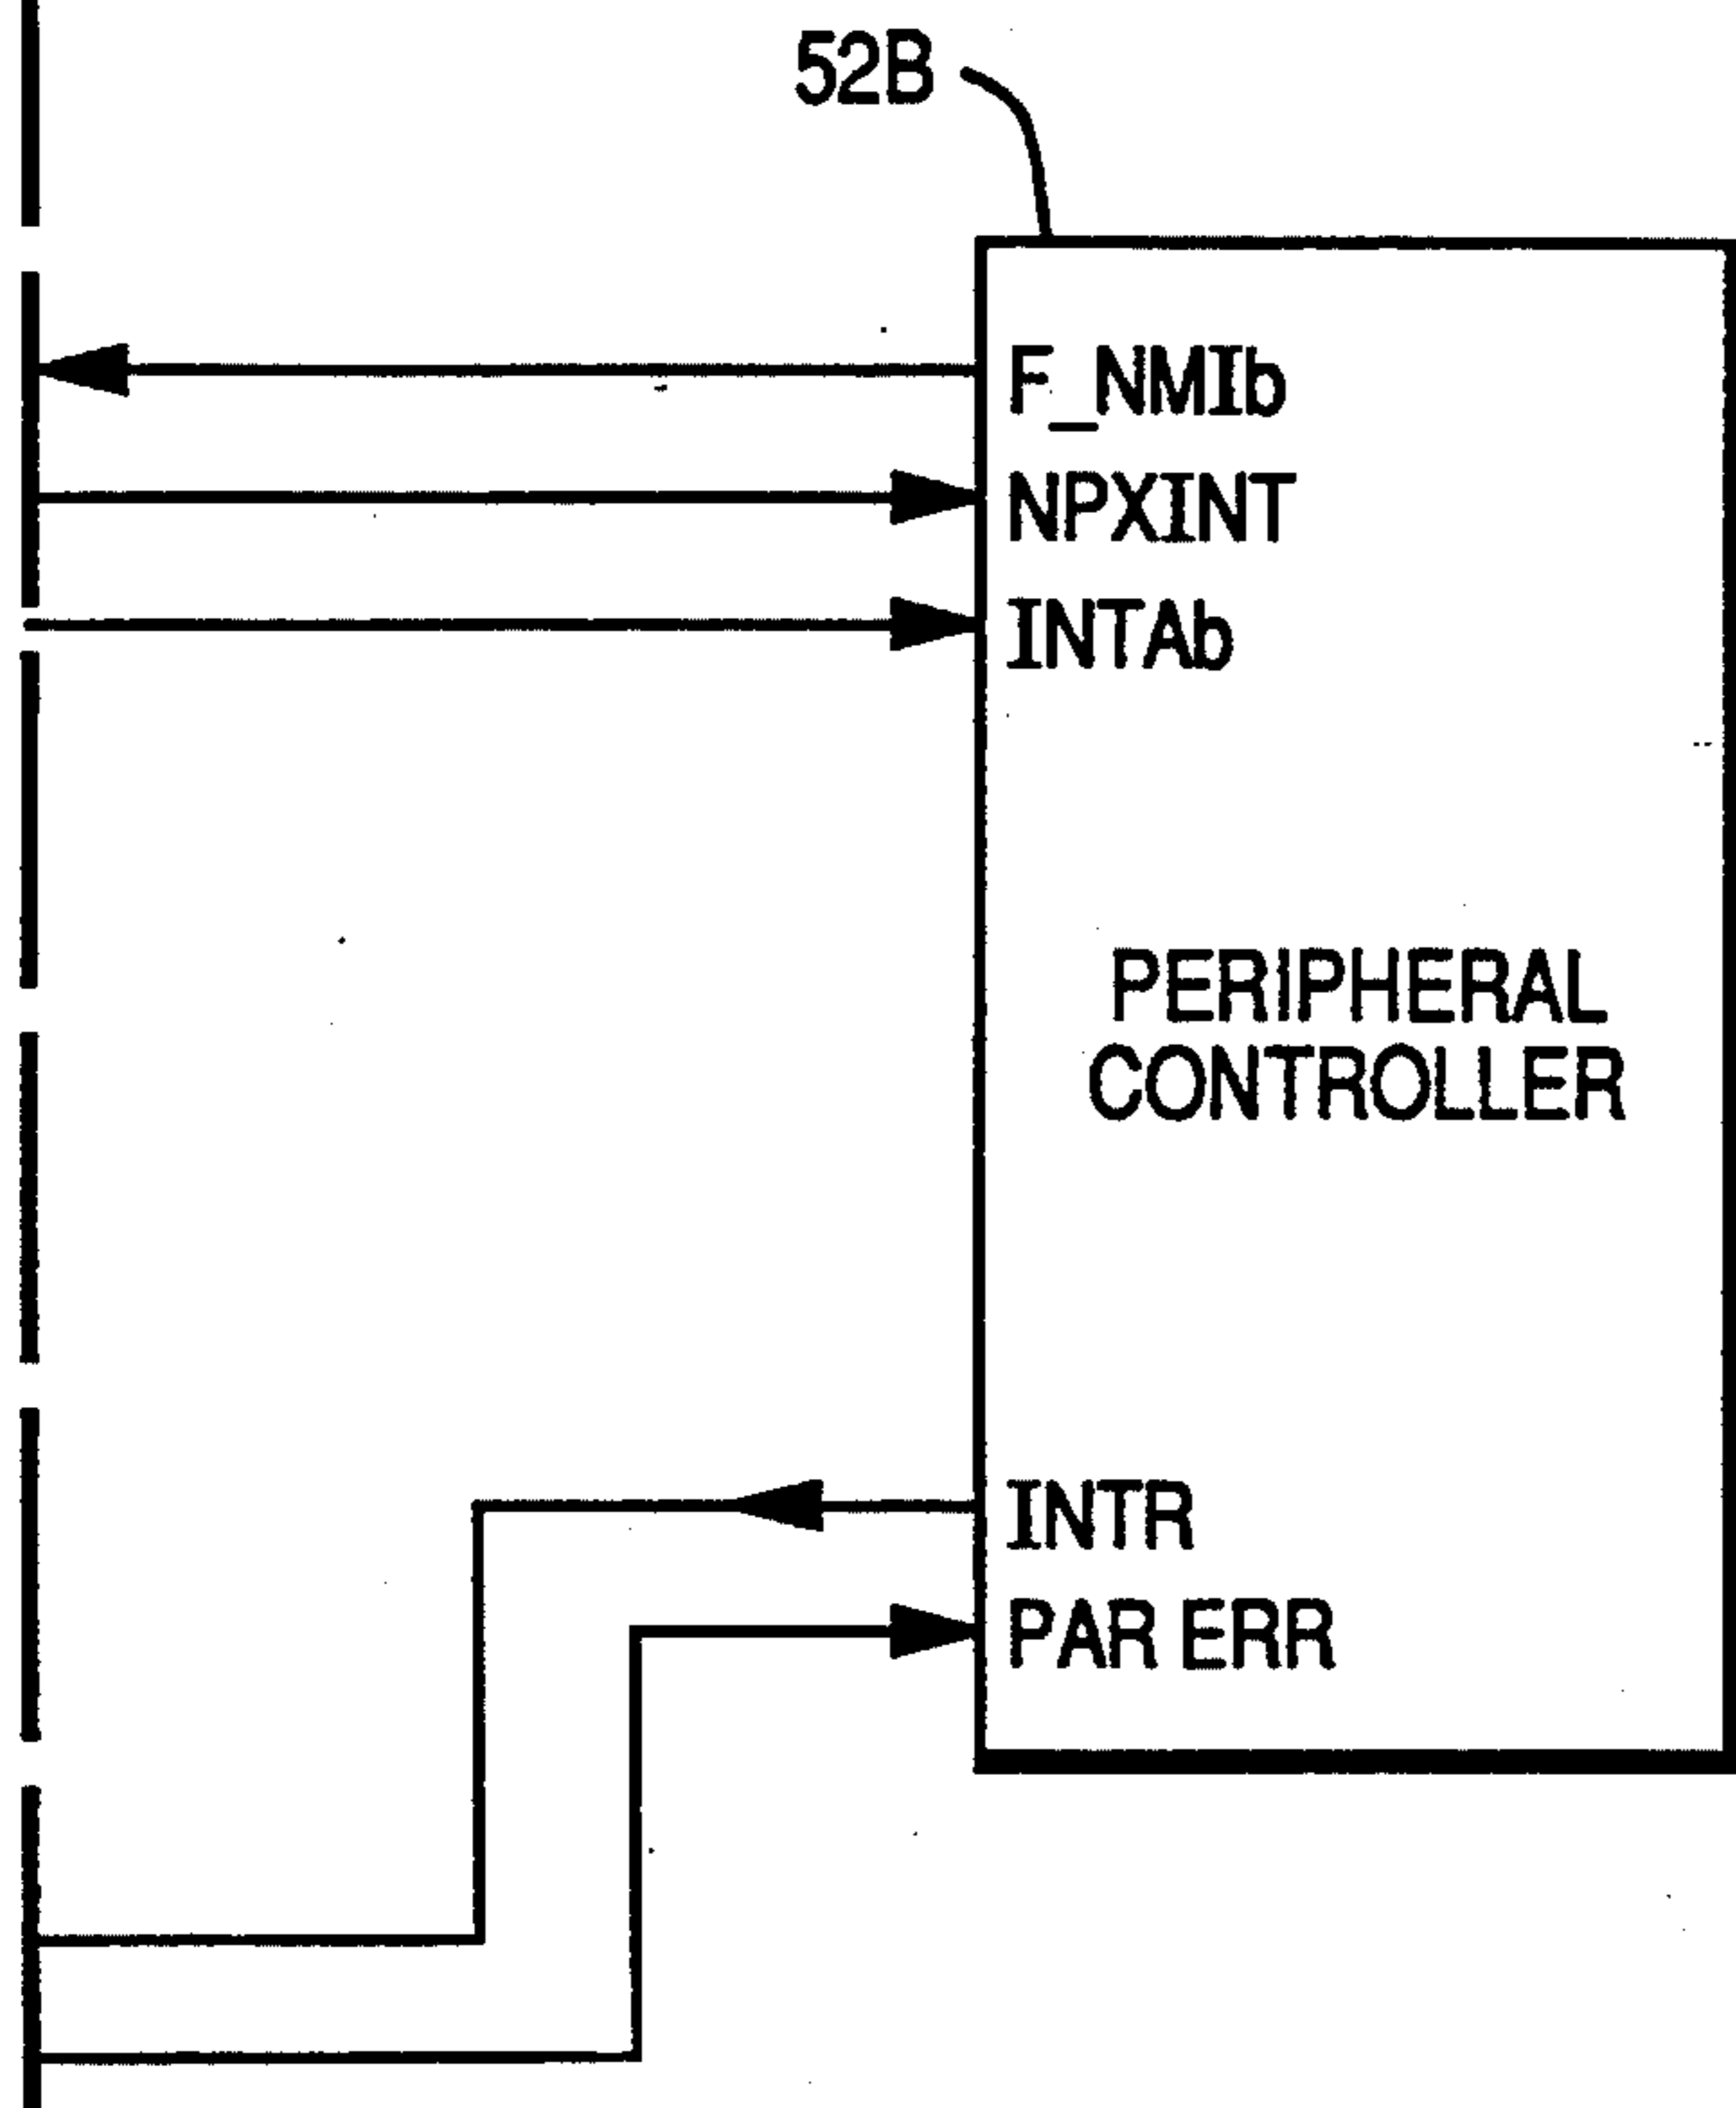 52B
F_NMIb
NPXINT
INTAb
PERIPHERAL
CONTROLLER
INTR
PAR ERR